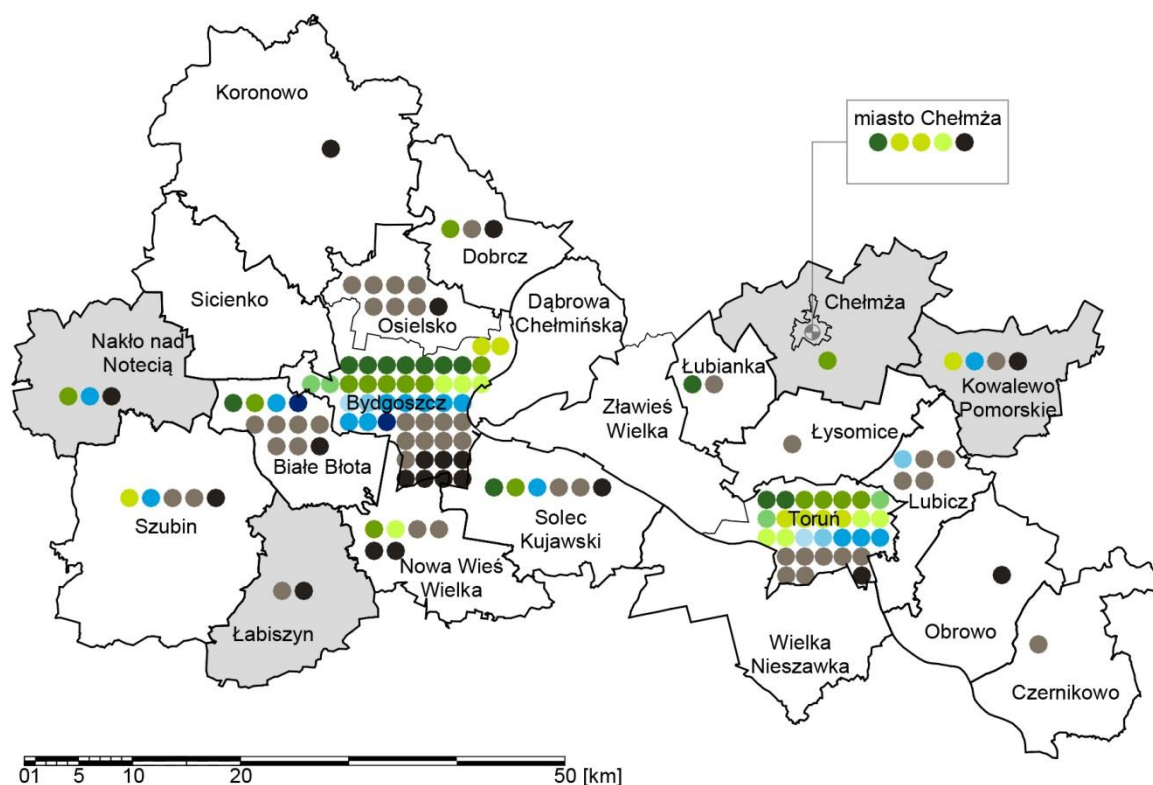 Koronowo
miasto Chełmża
Dobrcz
Sicienko
Osielsko
Dąbrowa
Chełmińska
Chełmża
Nakło nad
Notecią
Łubianka
Kowalewo
Pomorskie
Bydgoszcz
Zławieś
Wielka
Łysomice
Białe Błota
Lubicz
Szubin
Solec
Kujawski
Toruń
Nowa Wieś
Wielka
Łabiszyn
Obrowo
Wielka
Nieszawka
Czernikowo
01 5 10 20 50 [km]